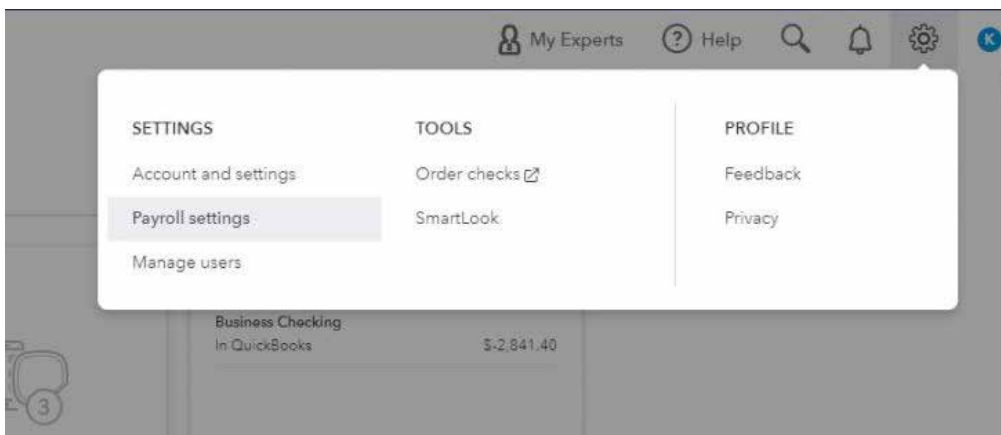 My Experts
? Help
K
SETTINGS
Account and settings
Payroll settings
Manage users
TOOLS
Order checks
SmartLook
PROFILE
Feedback
Privacy
Business Checking
In QuickBooks
$-2,841.40
3